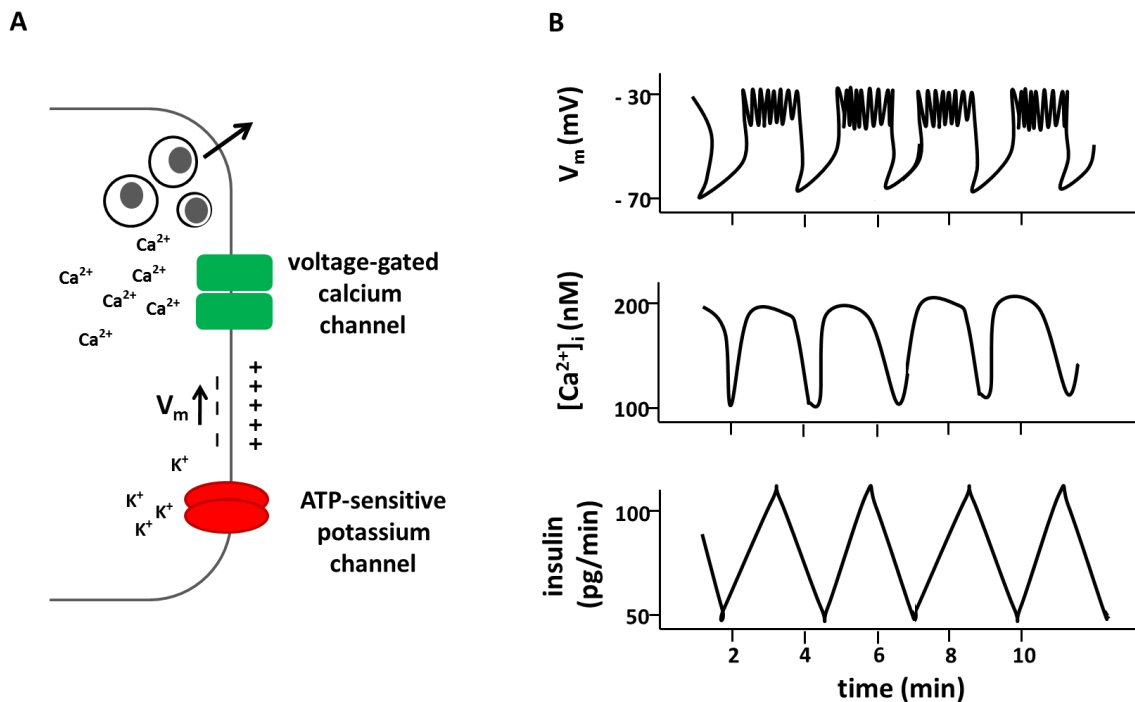 A
Ca²⁺
Ca²⁺
Ca²⁺
Ca²⁺
Ca²⁺
Ca²⁺
voltage-gated
calcium
channel
Vₘ
+
+
+
+
+
K⁺
K⁺
K⁺
K⁺
ATP-sensitive
potassium
channel
B
Vₘ (mV)
- 30
- 70
[Ca²⁺]ᵢ (nM)
200
100
insulin
(pg/min)
100
50
2 4 6 8 10
time (min)